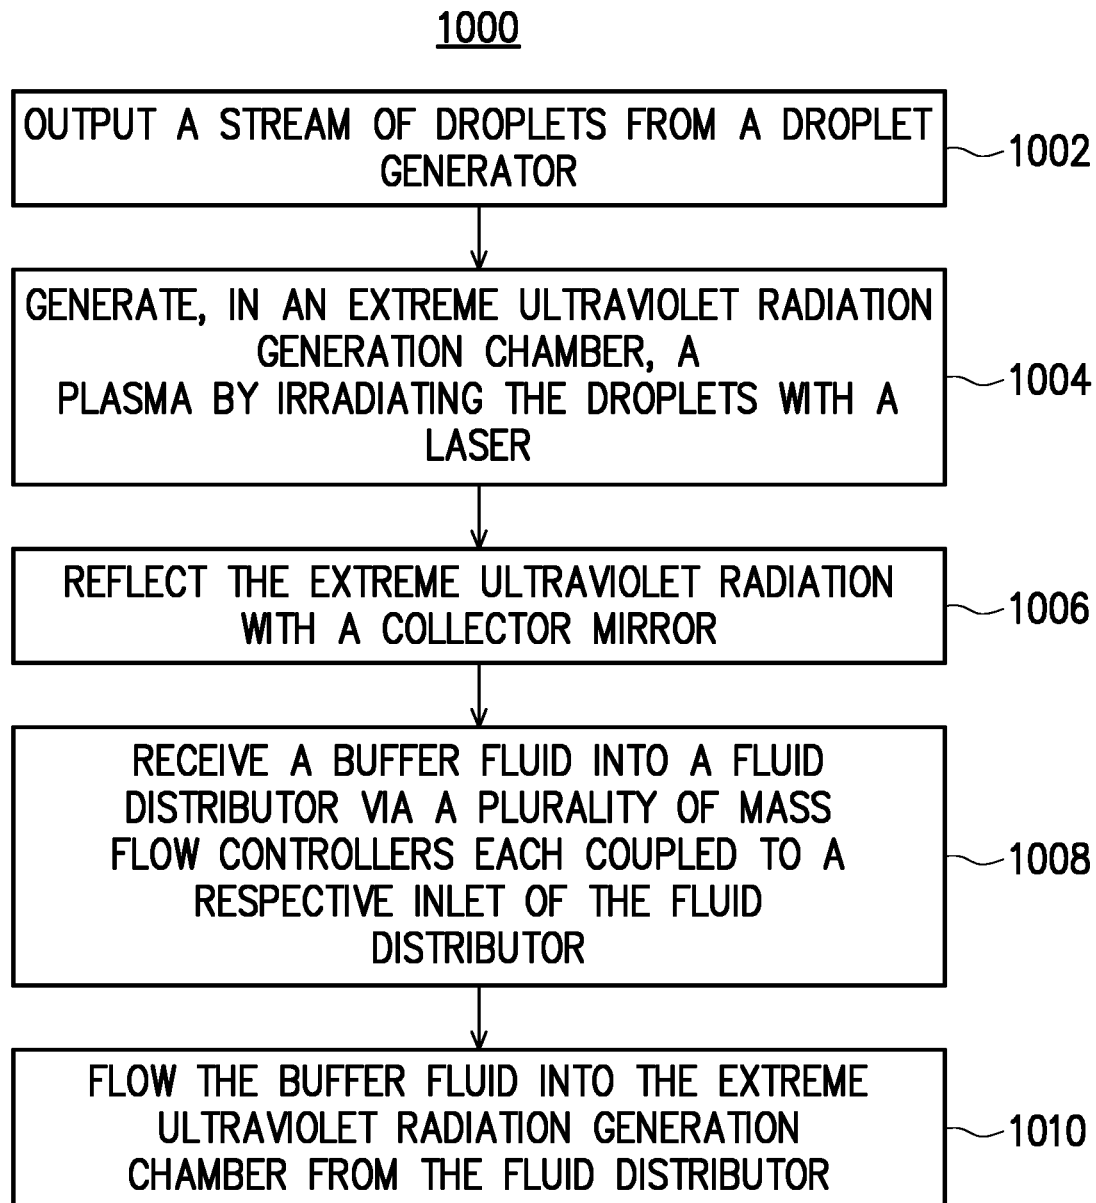 1000
OUTPUT A STREAM OF DROPLETS FROM A DROPLET
GENERATOR
1002
GENERATE, IN AN EXTREME ULTRAVIOLET RADIATION
GENERATION CHAMBER, A
PLASMA BY IRRADIATING THE DROPLETS WITH A
LASER
1004
REFLECT THE EXTREME ULTRAVIOLET RADIATION
WITH A COLLECTOR MIRROR
1006
RECEIVE A BUFFER FLUID INTO A FLUID
DISTRIBUTOR VIA A PLURALITY OF MASS
FLOW CONTROLLERS EACH COUPLED TO A
RESPECTIVE INLET OF THE FLUID
DISTRIBUTOR
1008
FLOW THE BUFFER FLUID INTO THE EXTREME
ULTRAVIOLET RADIATION GENERATION
CHAMBER FROM THE FLUID DISTRIBUTOR
1010